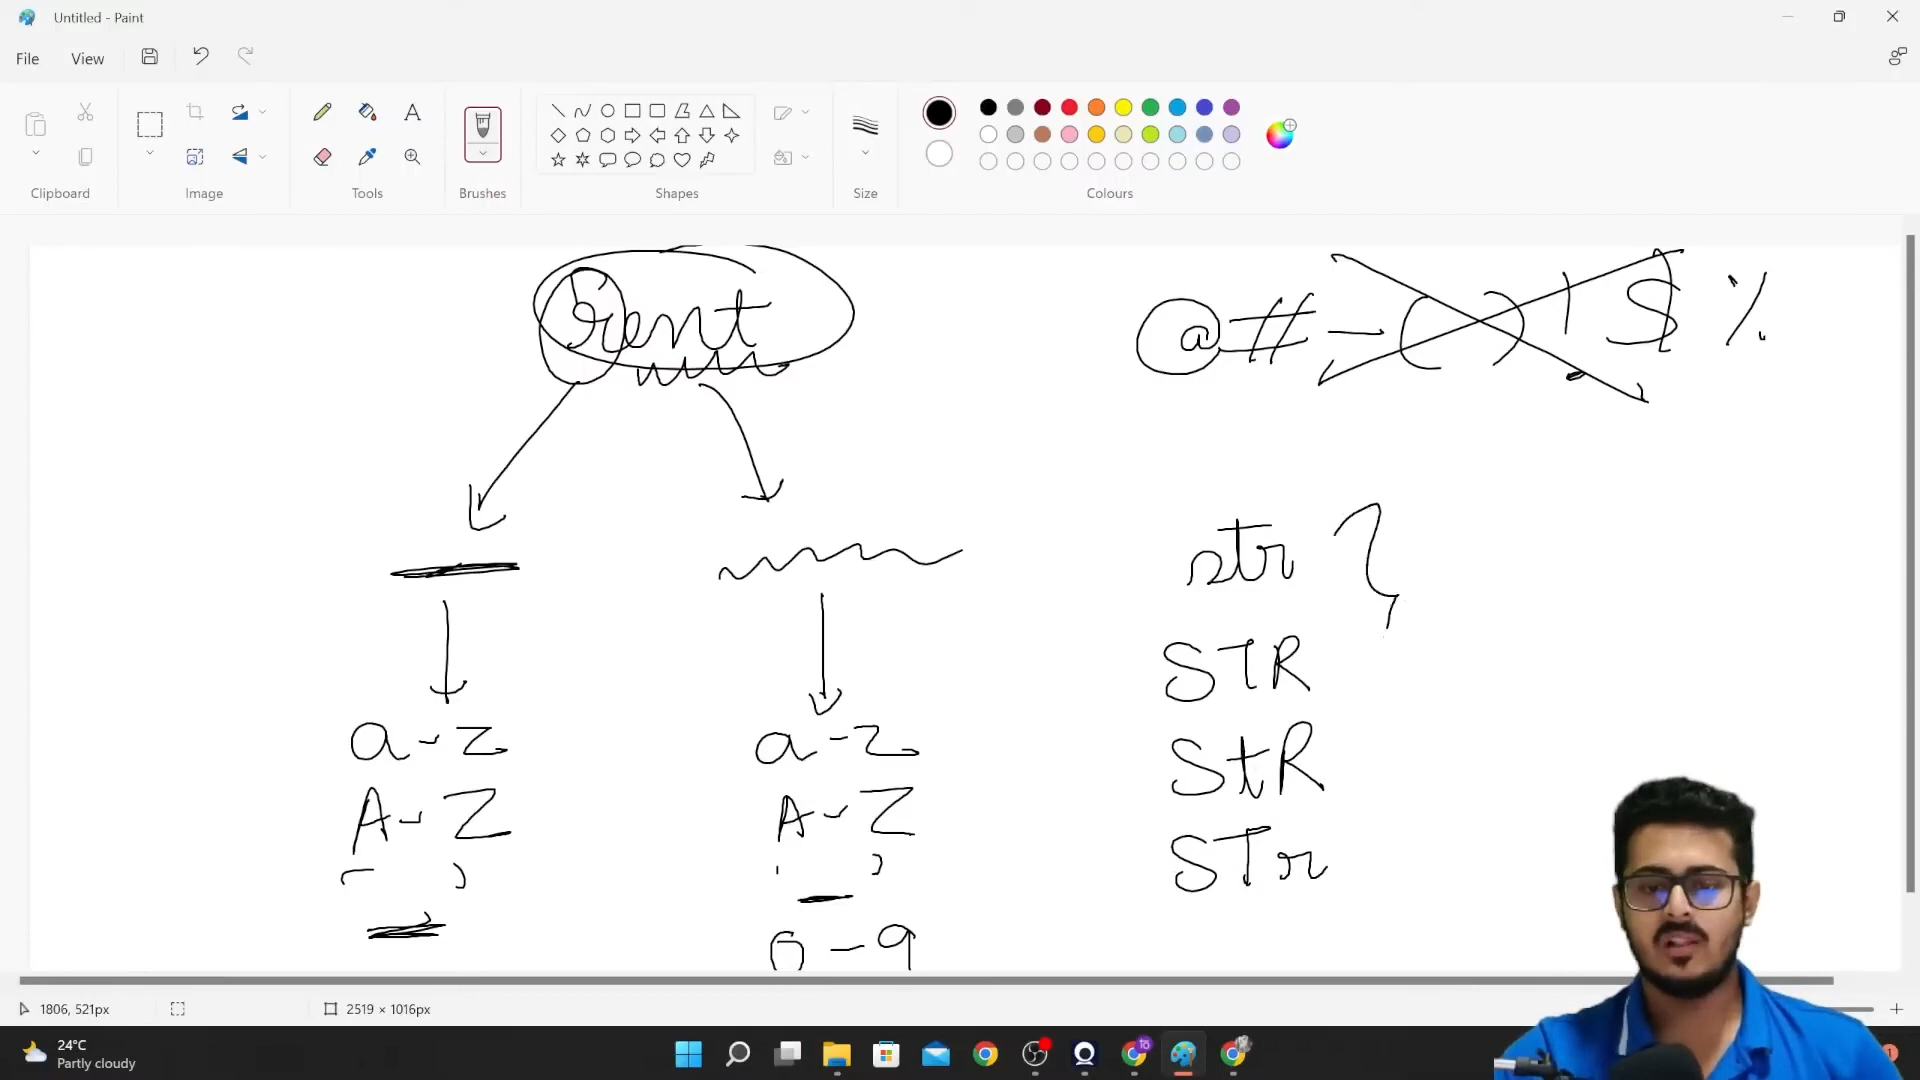 Untitled - Paint
File View
Clipboard Image Tools Brushes Shapes Size Colours
rent
@ # - ( ) ! $ %
str }
STR
a-z a-z
StR
A-Z A-Z
STr
( ) ( )
0-9
1806, 521px 2519 × 1016px
24°C
Partly cloudy